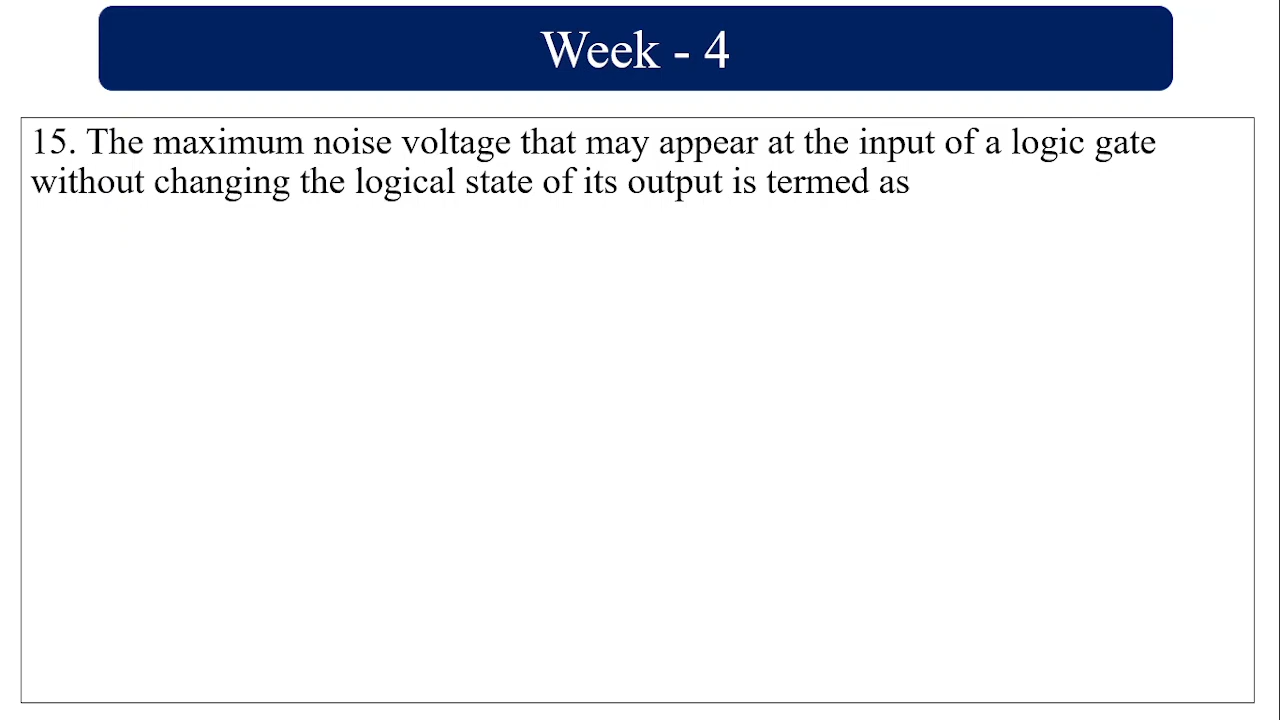 Week - 4
15. The maximum noise voltage that may appear at the input of a logic gate
without changing the logical state of its output is termed as